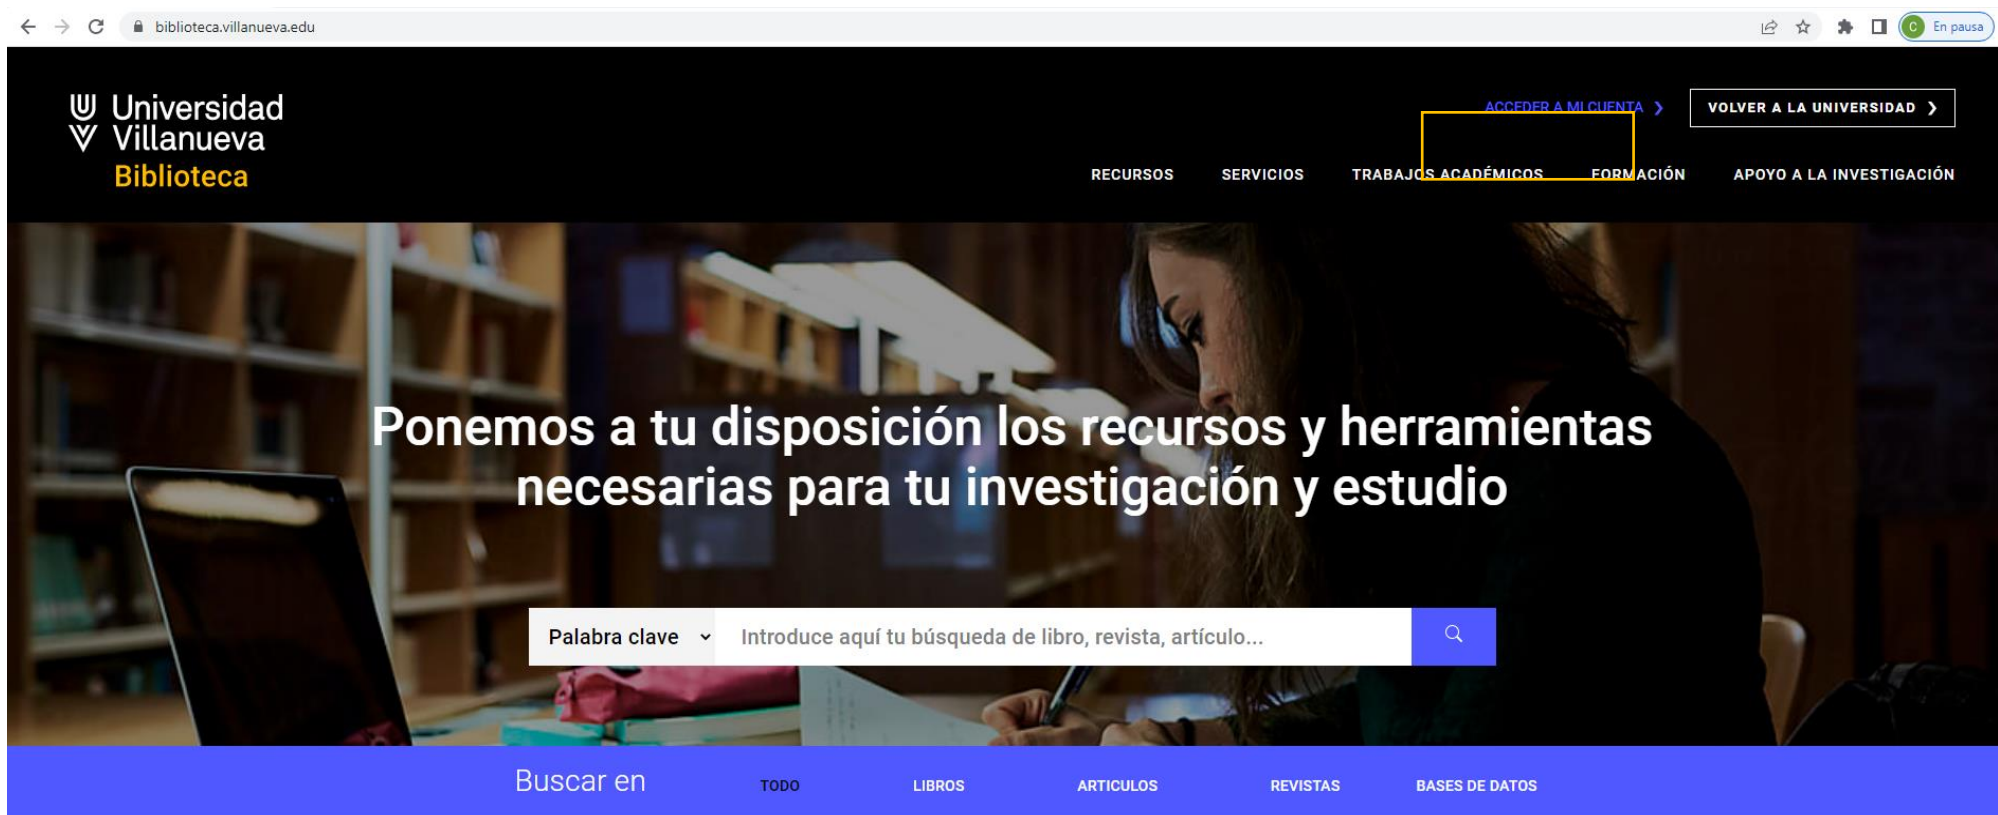 biblioteca.villanueva.edu
C En pausa
Universidad
Villanueva
Biblioteca
ACCEDER A MI CUENTA
VOLVER A LA UNIVERSIDAD
RECURSOS SERVICIOS TRABAJOS ACADÉMICOS FORMACIÓN APOYO A LA INVESTIGACIÓN
Ponemos a tu disposición los recursos y herramientas
necesarias para tu investigación y estudio
Palabra clave Introduce aquí tu búsqueda de libro, revista, artículo...
Buscar en TODO LIBROS ARTICULOS REVISTAS BASES DE DATOS